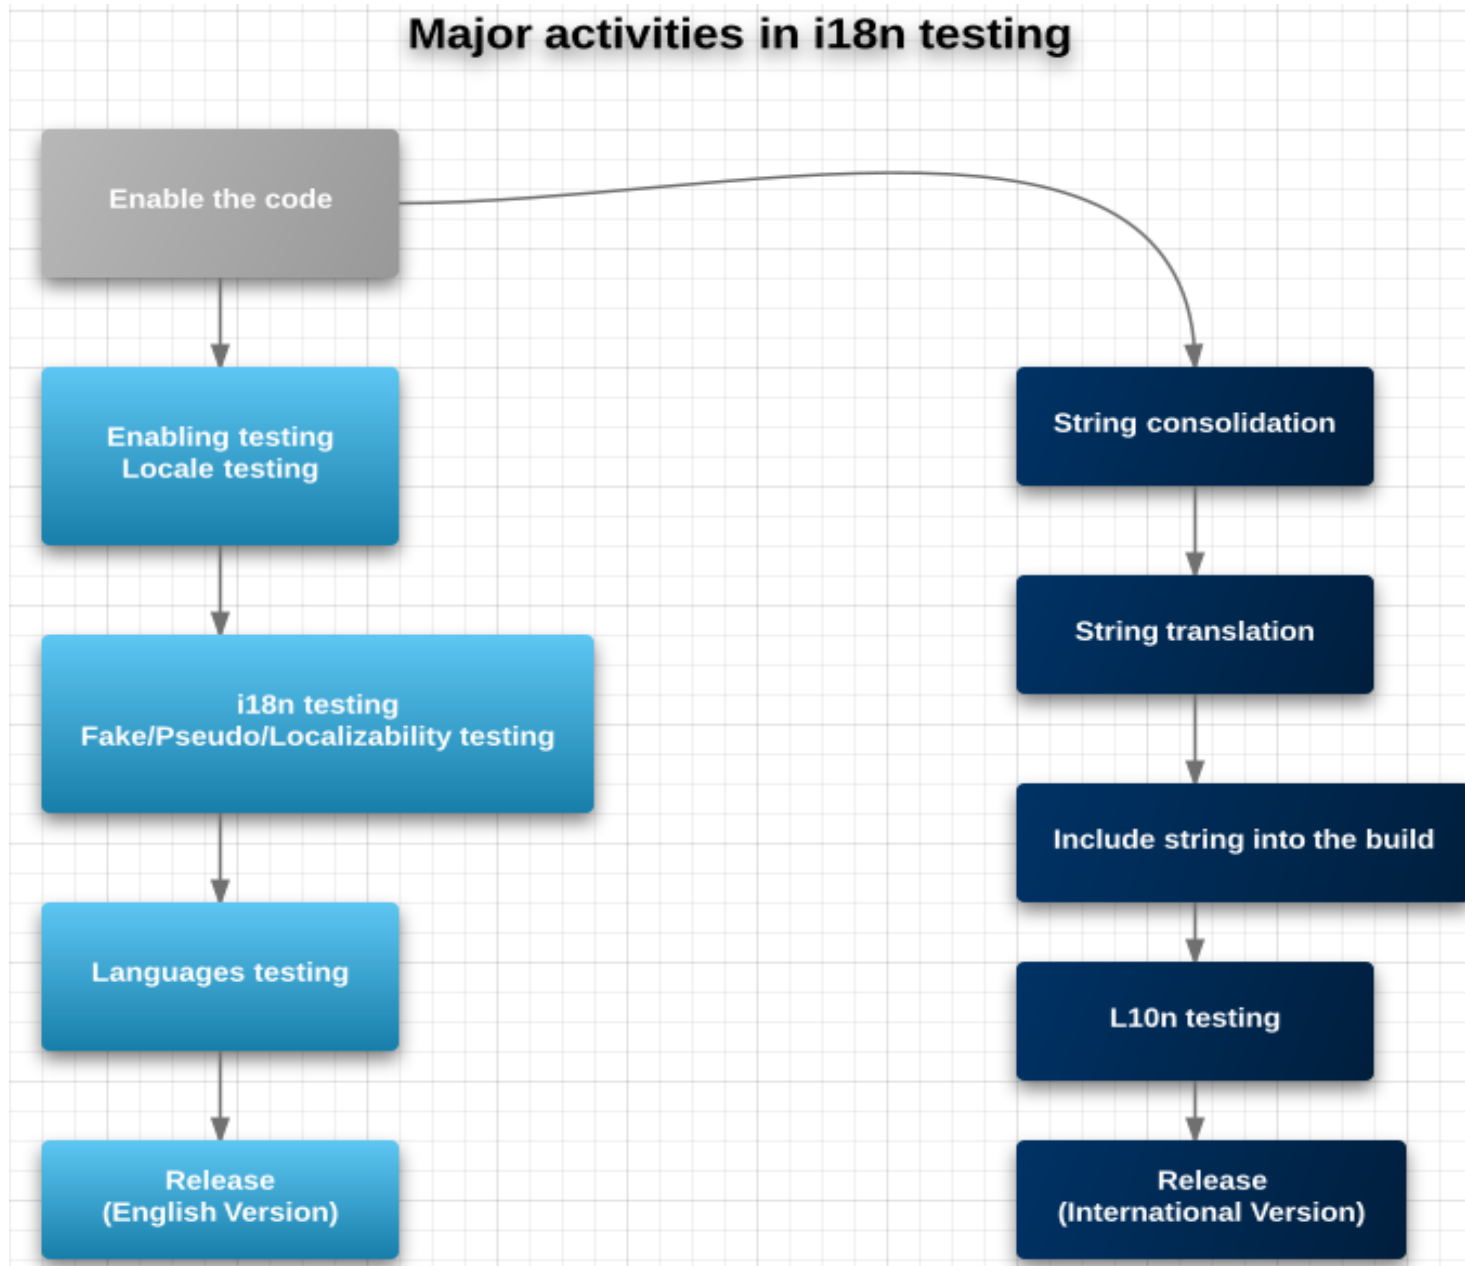 Major activities in i18n testing
Enable the code
Enabling testing
Locale testing
i18n testing
Fake/Pseudo/Localizability testing
Languages testing
Release
(English Version)
String consolidation
String translation
Include string into the build
L10n testing
Release
(International Version)